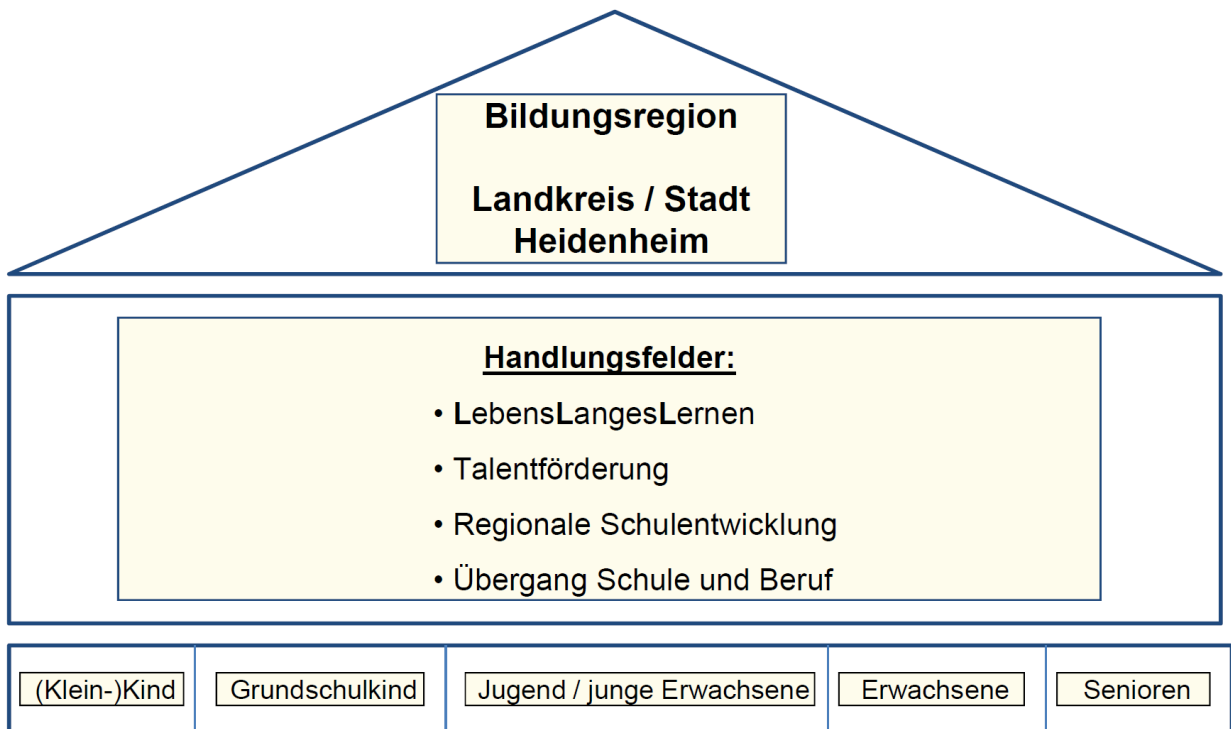 Bildungsregion
Landkreis / Stadt
Heidenheim
Handlungsfelder:
• LebensLangesLernen
• Talentförderung
• Regionale Schulentwicklung
• Übergang Schule und Beruf
(Klein-)Kind
Grundschulkind
Jugend / junge Erwachsene
Erwachsene
Senioren